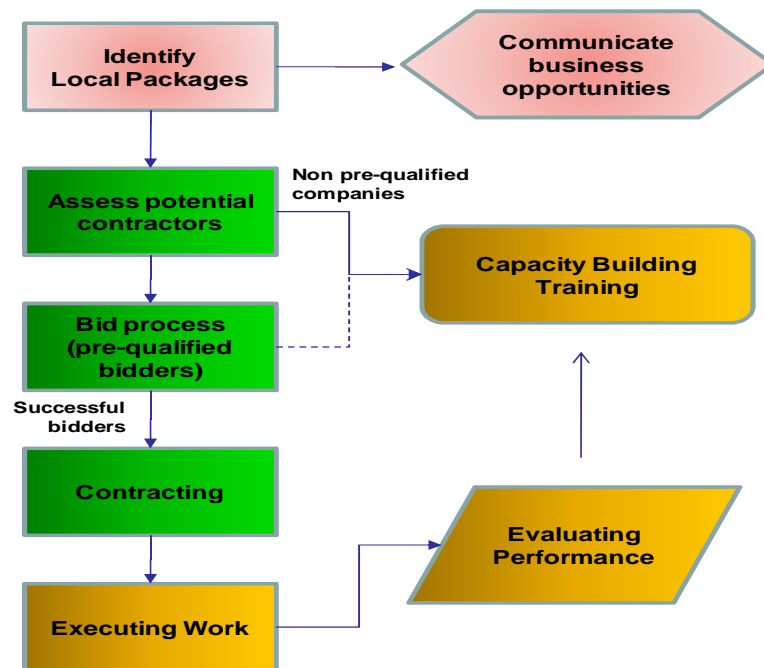 Identify
Local Packages
Communicate
business
opportunities
Non pre-qualified
companies
Assess potential
contractors
Capacity Building
Training
Bid process
(pre-qualified
bidders)
Successful
bidders
Contracting
Evaluating
Performance
Executing Work